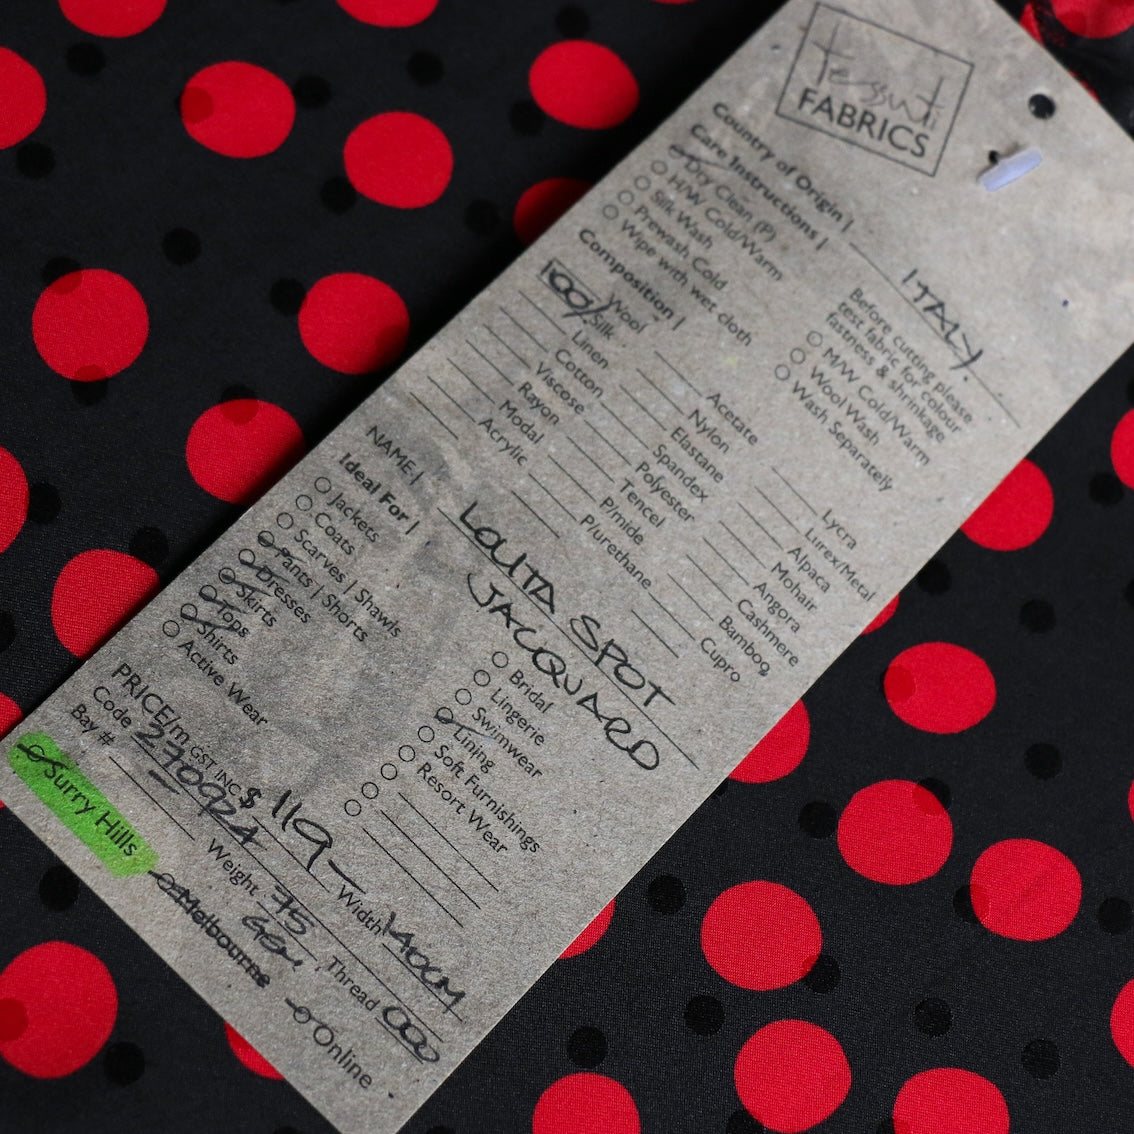 tessuti
FABRICS
Country of Origin | ITALY.
Care Instructions |
Dry Clean (P)
H/W Cold/Warm
Silk Wash
Prewash Cold
Wipe with wet cloth
Before cutting please
test fabric for colour
fastness & shrinkage
M/W Cold/Warm
Wool Wash
Wash Separately
Composition |
Wool
100% Silk
Linen
Cotton
Viscose
Rayon
Modal
Acrylic
Acetate
Nylon
Elastane
Spandex
Polyester
Tencel
P/mide
P/urethane
Lycra
Lurex/Metal
Alpaca
Mohair
Angora
Cashmere
Bamboo
Cupro
NAME | LOLITA SPOT
JACQUARD
Ideal For |
Jackets
Coats
Scarves | Shawls
Pants | Shorts
Dresses
Skirts
Tops
Shirts
Active Wear
Bridal
Lingerie
Swimwear
Lining
Soft Furnishings
Resort Wear
PRICE/m GST INC $ 119- Width 140CM
Code 270924 Weight 75 Thread
Bay #
Surry Hills Melbourne Online